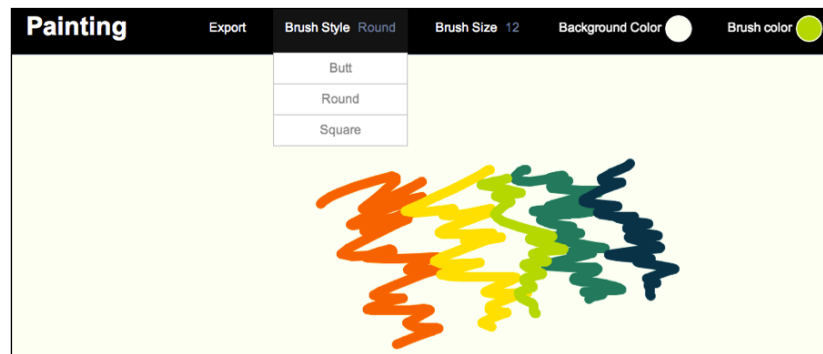 Painting Export Brush Style Round Brush Size 12 Background Color Brush color
Butt
Round
Square